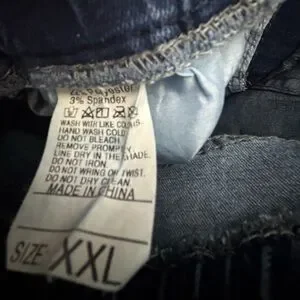 3% Spandex
WASH WITH LIKE COLORS.
HAND WASH COLD
DO NOT BLEACH.
REMOVE PROMPTLY
LINE DRY IN THE SHADE.
DO NOT IRON.
DO NOT WRING OR TWIST.
DO NOT DRY CLEAN.
MADE IN CHINA
SIZE: XXL